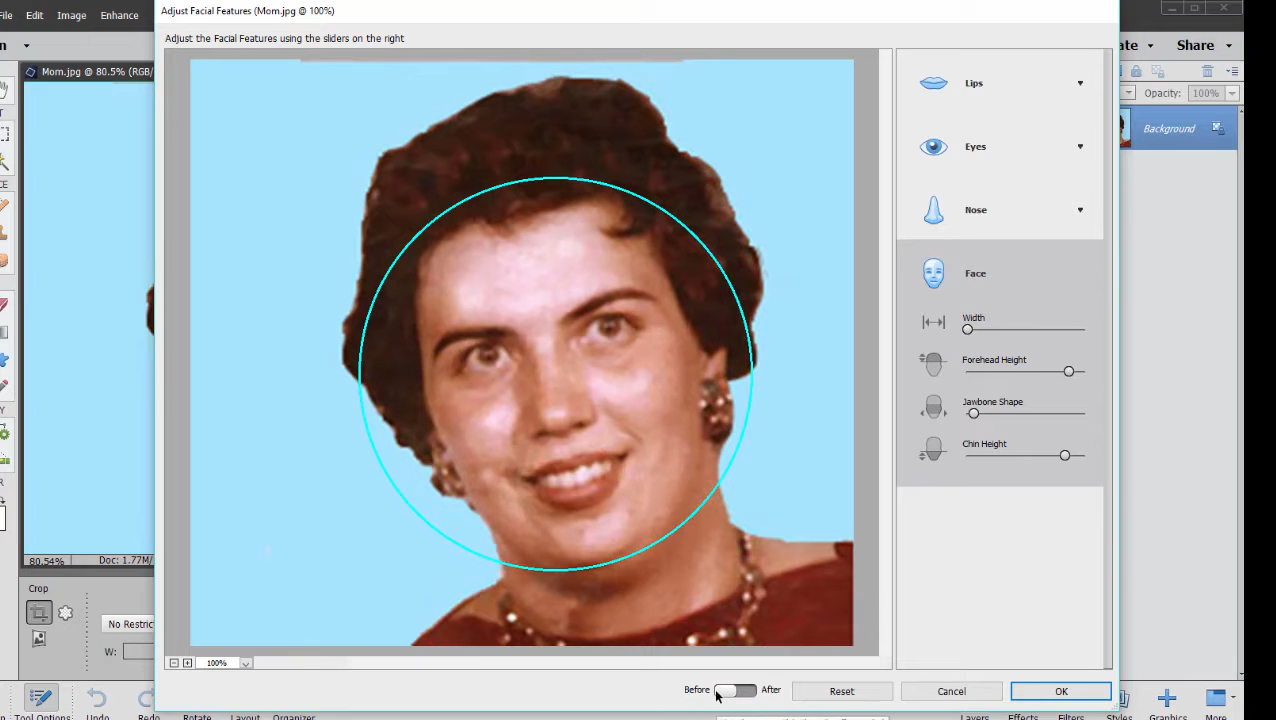 Adjust Facial Features (Mom.jpg @ 100%)
File Edit Image Enhance
Adjust the Facial Features using the sliders on the right
Share
Mom.jpg @ 80.5% (RGB/
Lips
Opacity: 100%
Background
Eyes
Nose
Face
Width
Forehead Height
Jawbone Shape
Chin Height
80.54% Doc: 1.77M/
Crop
No Restric
W:
100%
Before After Reset Cancel OK
Tool Options Undo Redo Rotate Layout Organizer
Layers Effects Filters Styles Graphics More